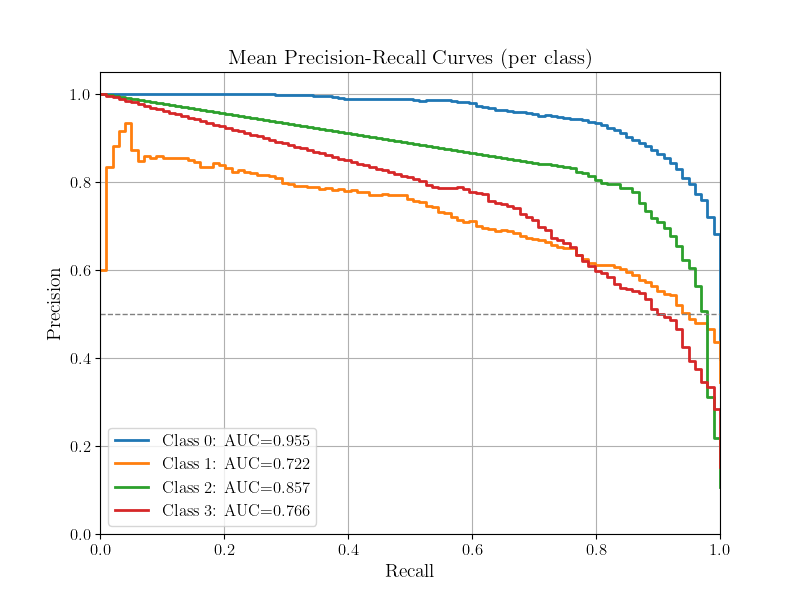 Mean Precision-Recall Curves (per class)
1.0
0.8
0.6
0.4
0.2
0.0
Precision
Class 0: AUC=0.955
Class 1: AUC=0.722
Class 2: AUC=0.857
Class 3: AUC=0.766
0.0 0.2 0.4 0.6 0.8 1.0
Recall